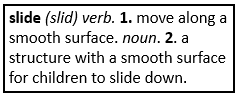 slide (slid) verb. 1. move along a
smooth surface. noun. 2. a
structure with a smooth surface
for children to slide down.